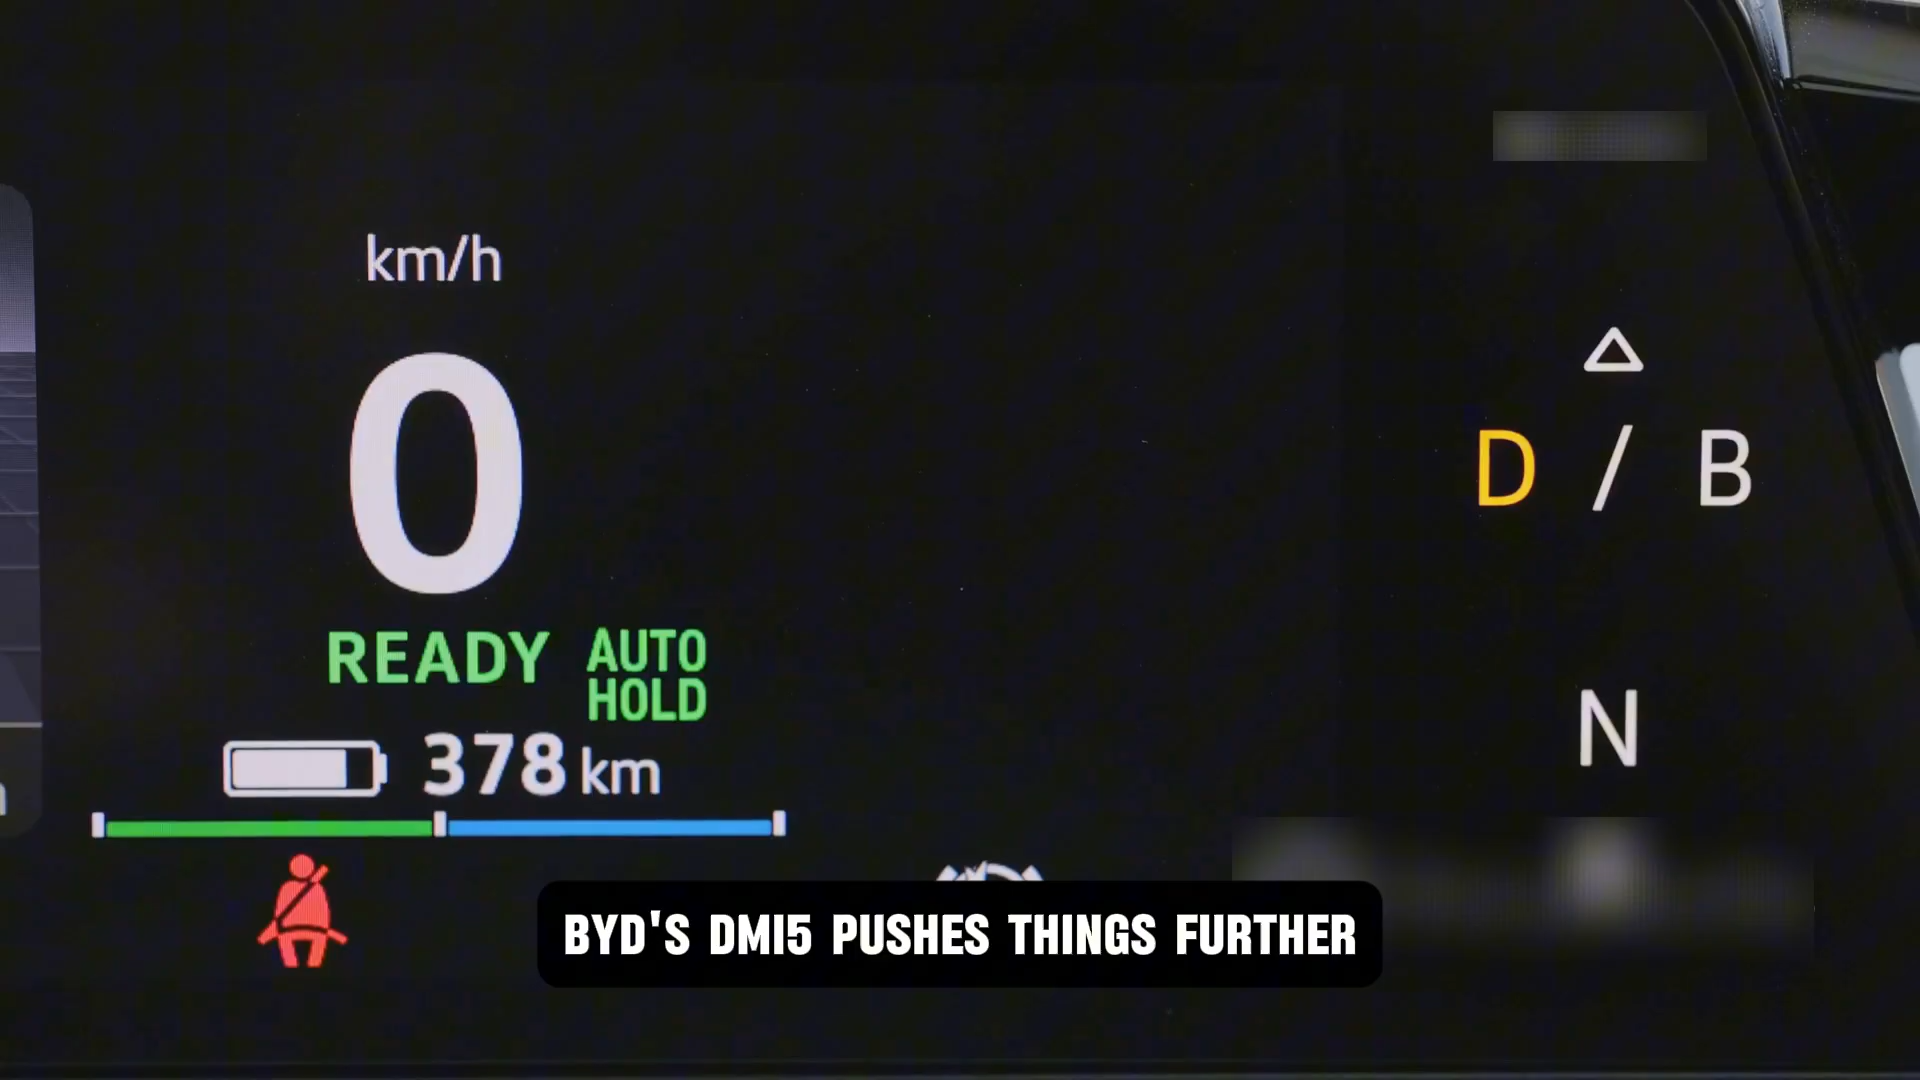 km/h
0
READY
AUTO
HOLD
378 km
D / B
N
BYD'S DMI5 PUSHES THINGS FURTHER